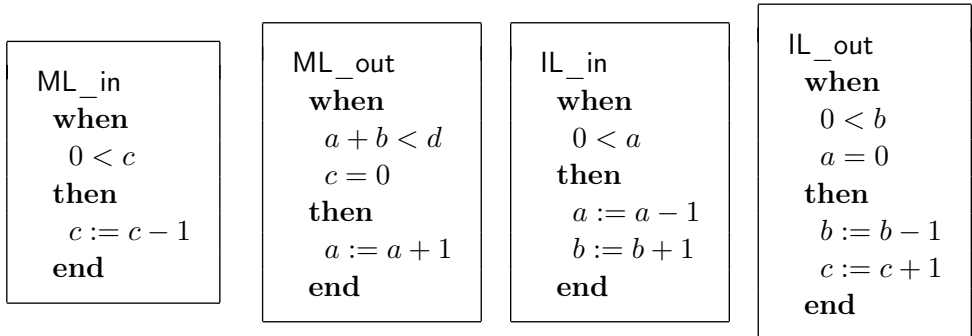 ML_in
when
0 < c
then
c := c − 1
end
ML_out
when
a + b < d
c = 0
then
a := a + 1
end
IL_in
when
0 < a
then
a := a − 1
b := b + 1
end
IL_out
when
0 < b
a = 0
then
b := b − 1
c := c + 1
end